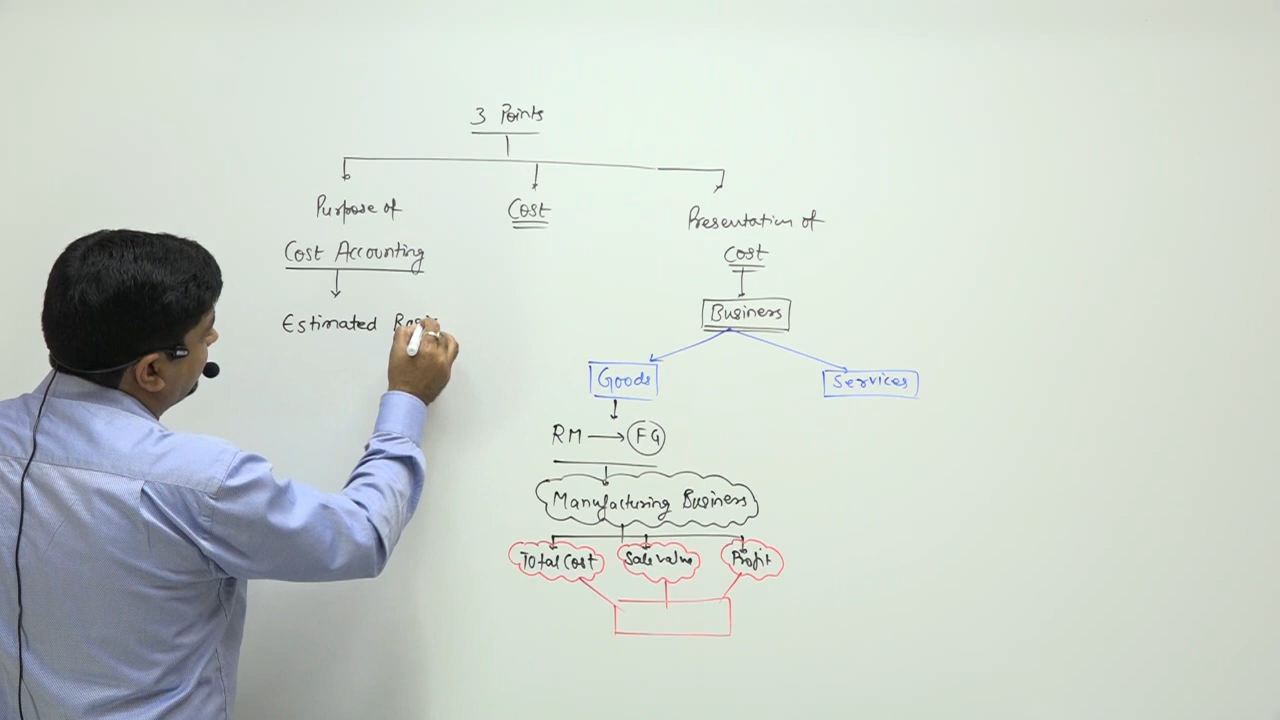 3 Points
Purpose of
Cost Accounting
Estimated
Cost
Presentation of
Cost
Business
Goods
Services
RM → FG
Manufacturing Business
Total Cost
Sale value
Profit